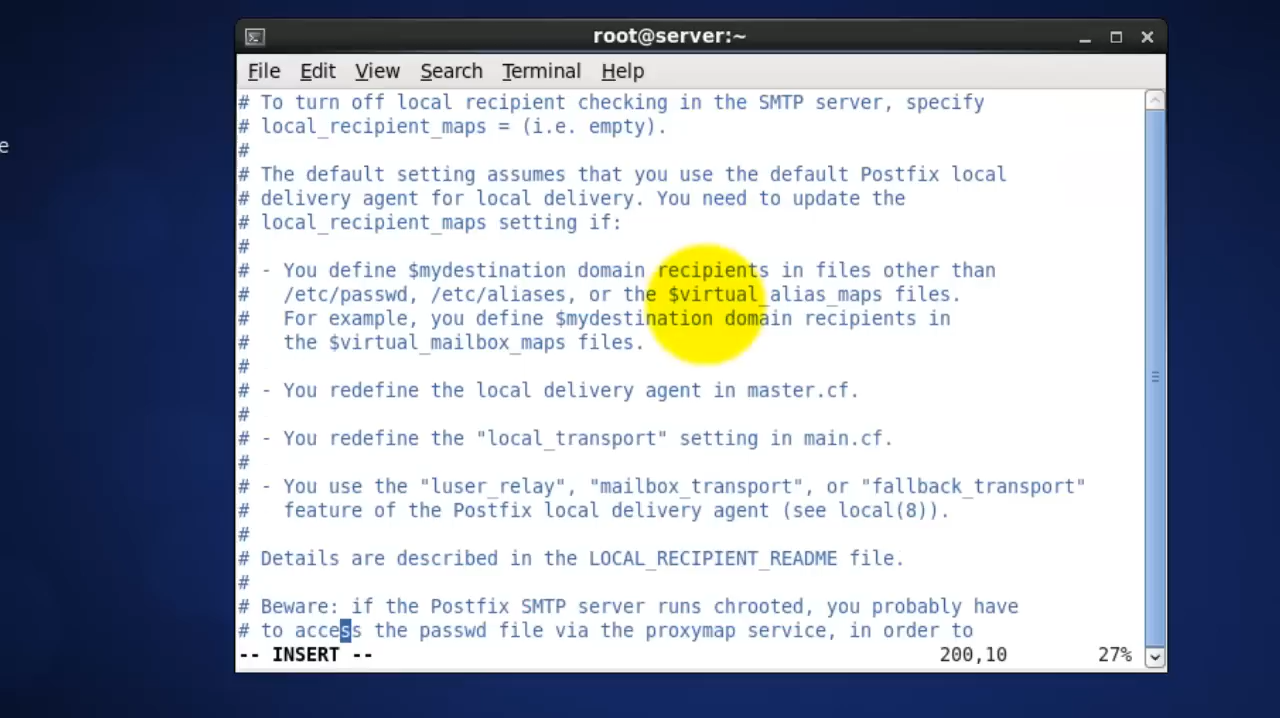 root@server:~
File Edit View Search Terminal Help
# To turn off local recipient checking in the SMTP server, specify
# local_recipient_maps = (i.e. empty).
#
# The default setting assumes that you use the default Postfix local
# delivery agent for local delivery. You need to update the
# local_recipient_maps setting if:
#
# - You define $mydestination domain recipients in files other than
#   /etc/passwd, /etc/aliases, or the $virtual_alias_maps files.
#   For example, you define $mydestination domain recipients in
#   the $virtual_mailbox_maps files.
#
# - You redefine the local delivery agent in master.cf.
#
# - You redefine the "local_transport" setting in main.cf.
#
# - You use the "luser_relay", "mailbox_transport", or "fallback_transport"
#   feature of the Postfix local delivery agent (see local(8)).
#
# Details are described in the LOCAL_RECIPIENT_README file.
#
# Beware: if the Postfix SMTP server runs chrooted, you probably have
# to access the passwd file via the proxymap service, in order to
-- INSERT -- 200,10 27%
e